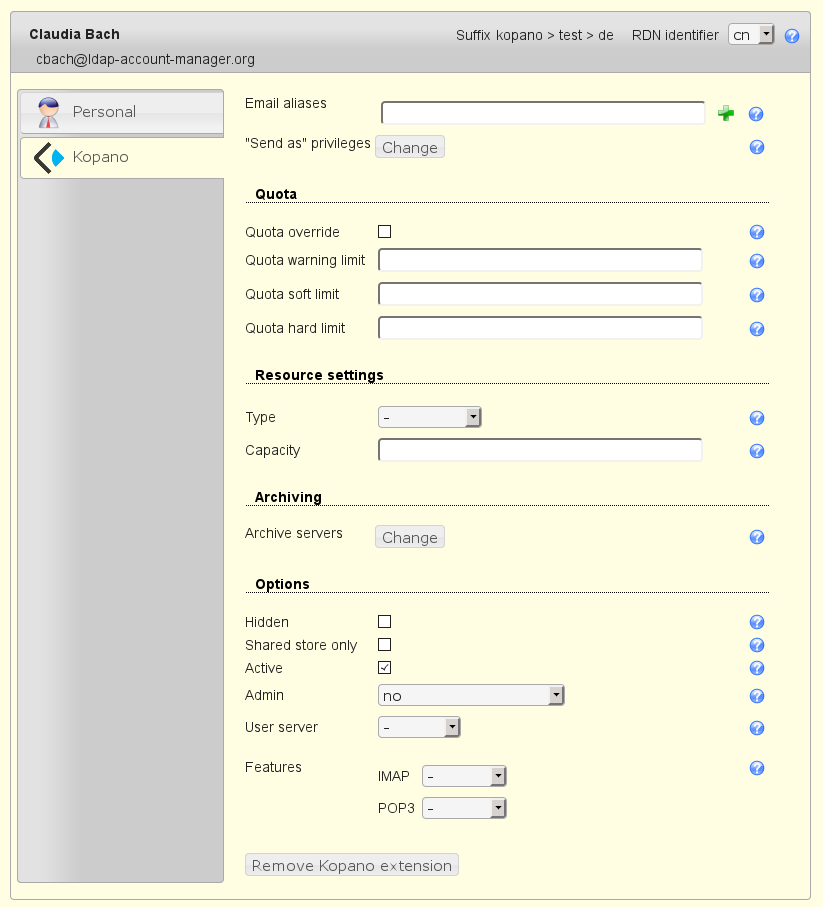 Claudia Bach
Suffix kopano > test > de RDN identifier cn
cbach@ldap-account-manager.org
Personal
Kopano
Email aliases
"Send as" privileges Change
Quota
Quota override
Quota warning limit
Quota soft limit
Quota hard limit
Resource settings
Type -
Capacity
Archiving
Archive servers Change
Options
Hidden
Shared store only
Active
Admin no
User server -
Features
IMAP -
POP3 -
Remove Kopano extension